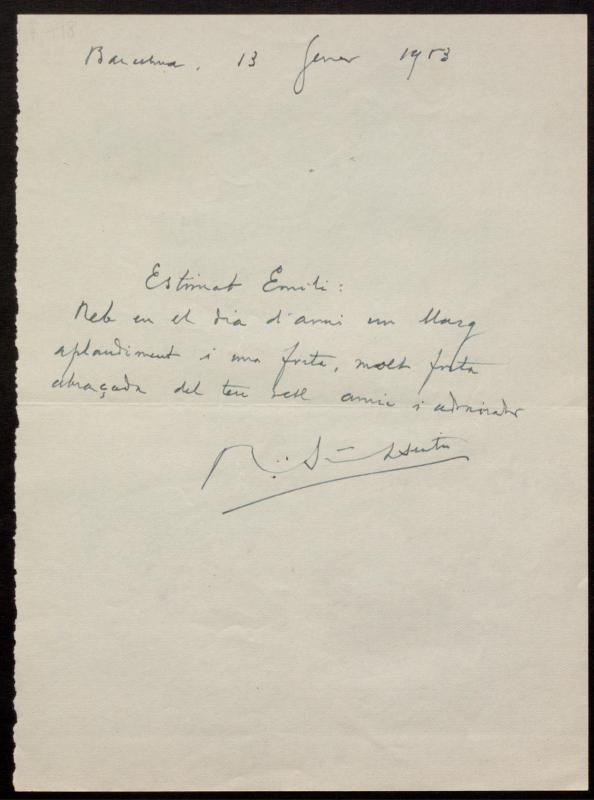 Barcelona, 13 gener 1953
Estimat Emili:
Reb en el dia d'avui un llarg
aplaudiment i una forta, molt forta
abraçada del teu vell amic i admirador